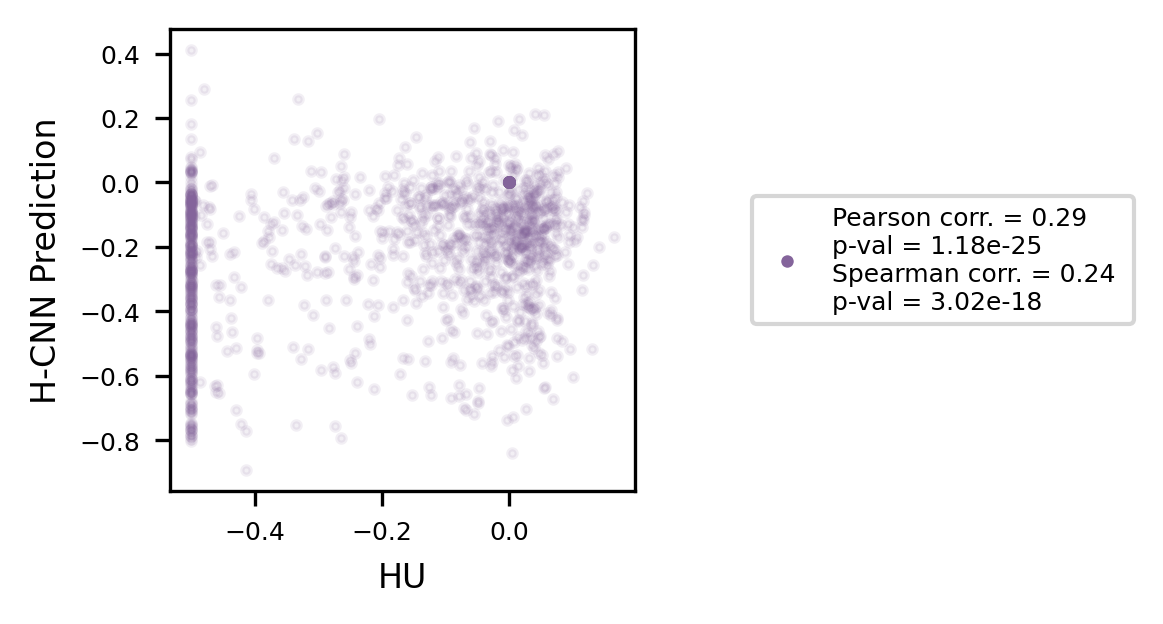 H-CNN Prediction
0.4
0.2
0.0
−0.2
−0.4
−0.6
−0.8
−0.4
−0.2
0.0
HU
Pearson corr. = 0.29
p-val = 1.18e-25
Spearman corr. = 0.24
p-val = 3.02e-18